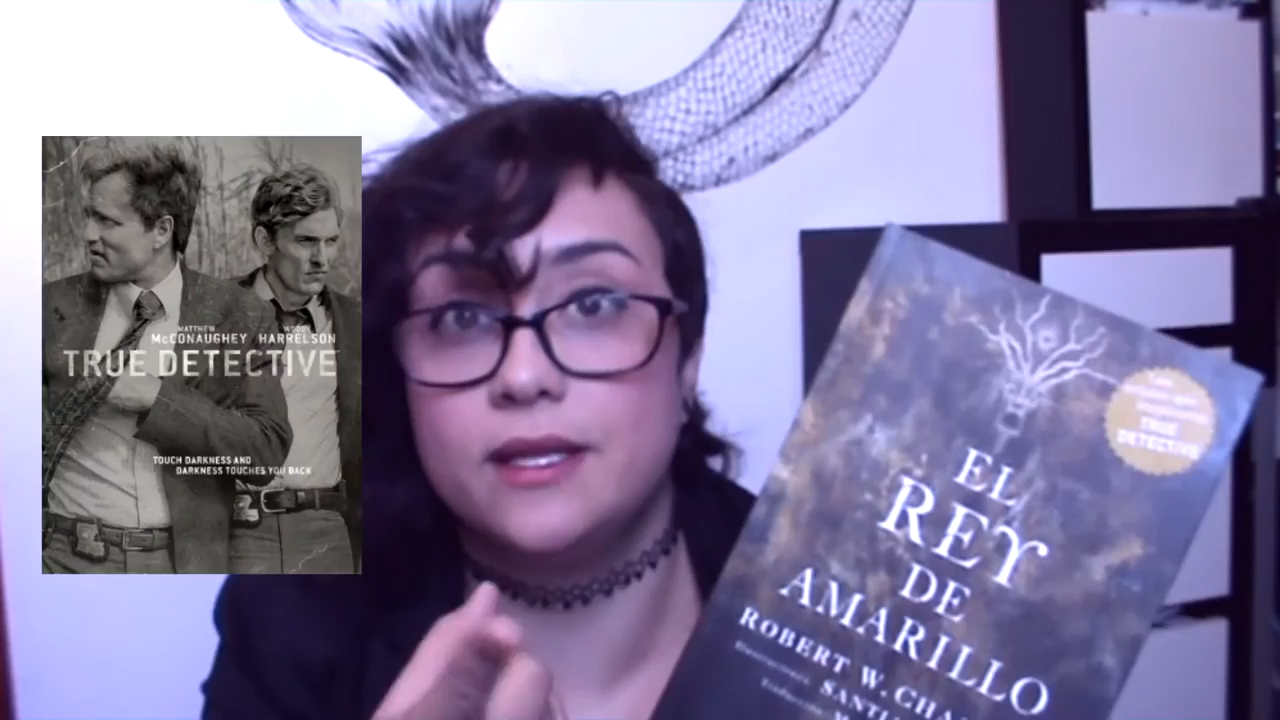 MATTHEW WOODY
McCONAUGHEY HARRELSON
TRUE DETECTIVE
TOUCH DARKNESS AND
DARKNESS TOUCHES YOU BACK
TRUE
DETECTIVE
EL
REY
DE
AMARILLO
ROBERT W. CHA
SANTI